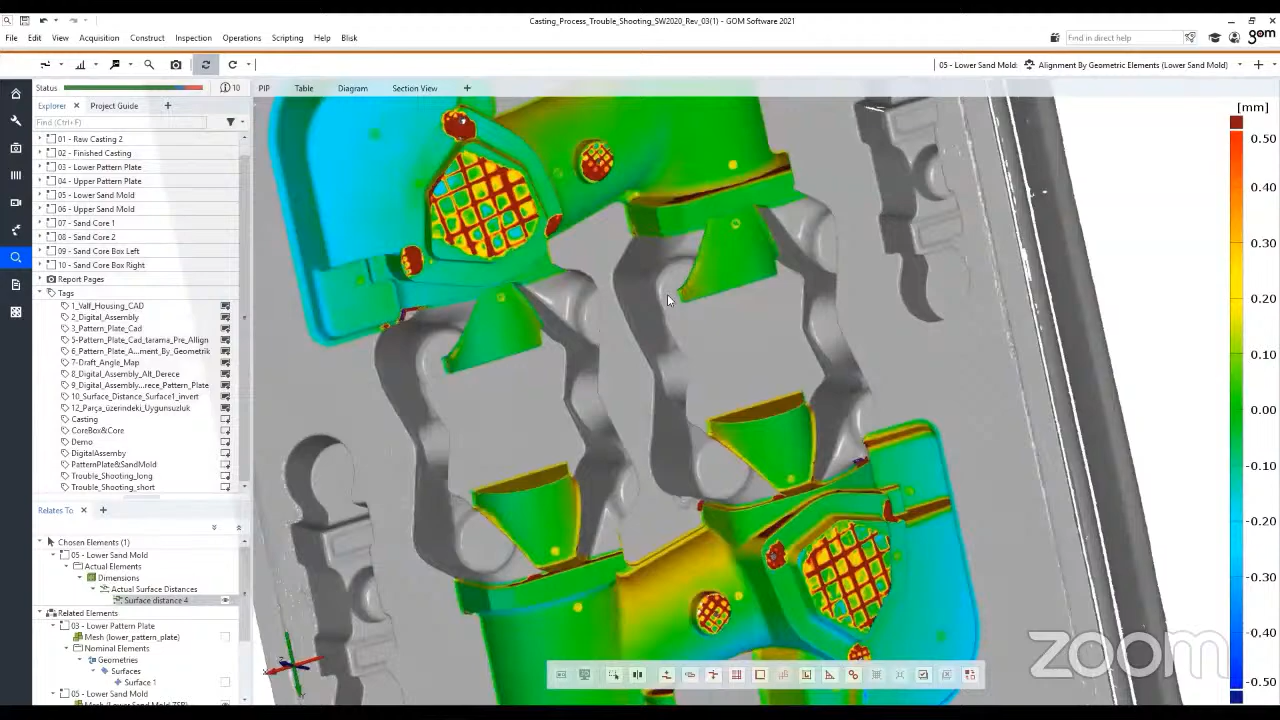 Casting_Process_Trouble_Shooting_SW2020_Rev_03(1) - GOM Software 2021
File Edit View Acquisition Construct Inspection Operations Scripting Help Blisk
Find in direct help
gom
05 - Lower Sand Mold: Alignment By Geometric Elements (Lower Sand Mold)
Status 10
PIP Table Diagram Section View
Explorer Project Guide
Find (Ctrl+F)
01 - Raw Casting 2
02 - Finished Casting
03 - Lower Pattern Plate
04 - Upper Pattern Plate
05 - Lower Sand Mold
06 - Upper Sand Mold
07 - Sand Core 1
08 - Sand Core 2
09 - Sand Core Box Left
10 - Sand Core Box Right
Report Pages
Tags
1_Valf_Housing_CAD
2_Digital_Assembly
3_Pattern_Plate_Cad
5-Pattern_Plate_Cad_tarama_Pre_Allign
6_Pattern_Plate_A...ment_By_Geometrik
7-Draft_Angle_Map
8_Digital_Assembly_Alt_Derece
9_Digital_Assembly...rece_Pattern_Plate
10_Surface_Distance_Surface1_invert
12_Parça_üzerindeki_Uygunsuzluk
Casting
CoreBox&Core
Demo
DigitalAssemby
PatternPlate&SandMold
Trouble_Shooting_long
Trouble_Shooting_short
Relates To
Chosen Elements (1)
05 - Lower Sand Mold
Actual Elements
Dimensions
Actual Surface Distances
Surface distance 4
Related Elements
03 - Lower Pattern Plate
Mesh (lower_pattern_plate)
Nominal Elements
Geometries
Surfaces
Surface 1
05 - Lower Sand Mold
[mm]
0.50
0.40
0.30
0.20
0.10
0.00
-0.10
-0.20
-0.30
-0.40
-0.50
zoom